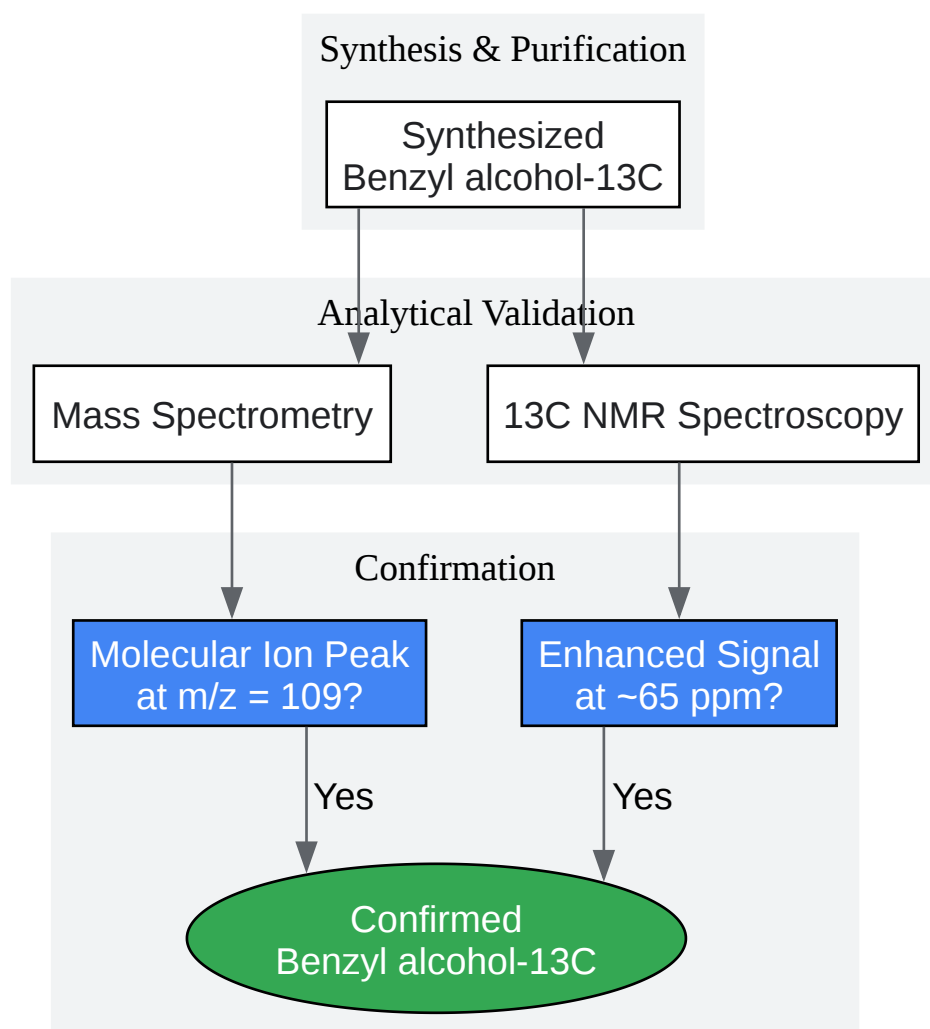 Synthesis & Purification
Synthesized
Benzyl alcohol-13C
Analytical Validation
Mass Spectrometry
13C NMR Spectroscopy
Confirmation
Molecular Ion Peak
at m/z = 109?
Enhanced Signal
at ~65 ppm?
Yes
Yes
Confirmed
Benzyl alcohol-13C